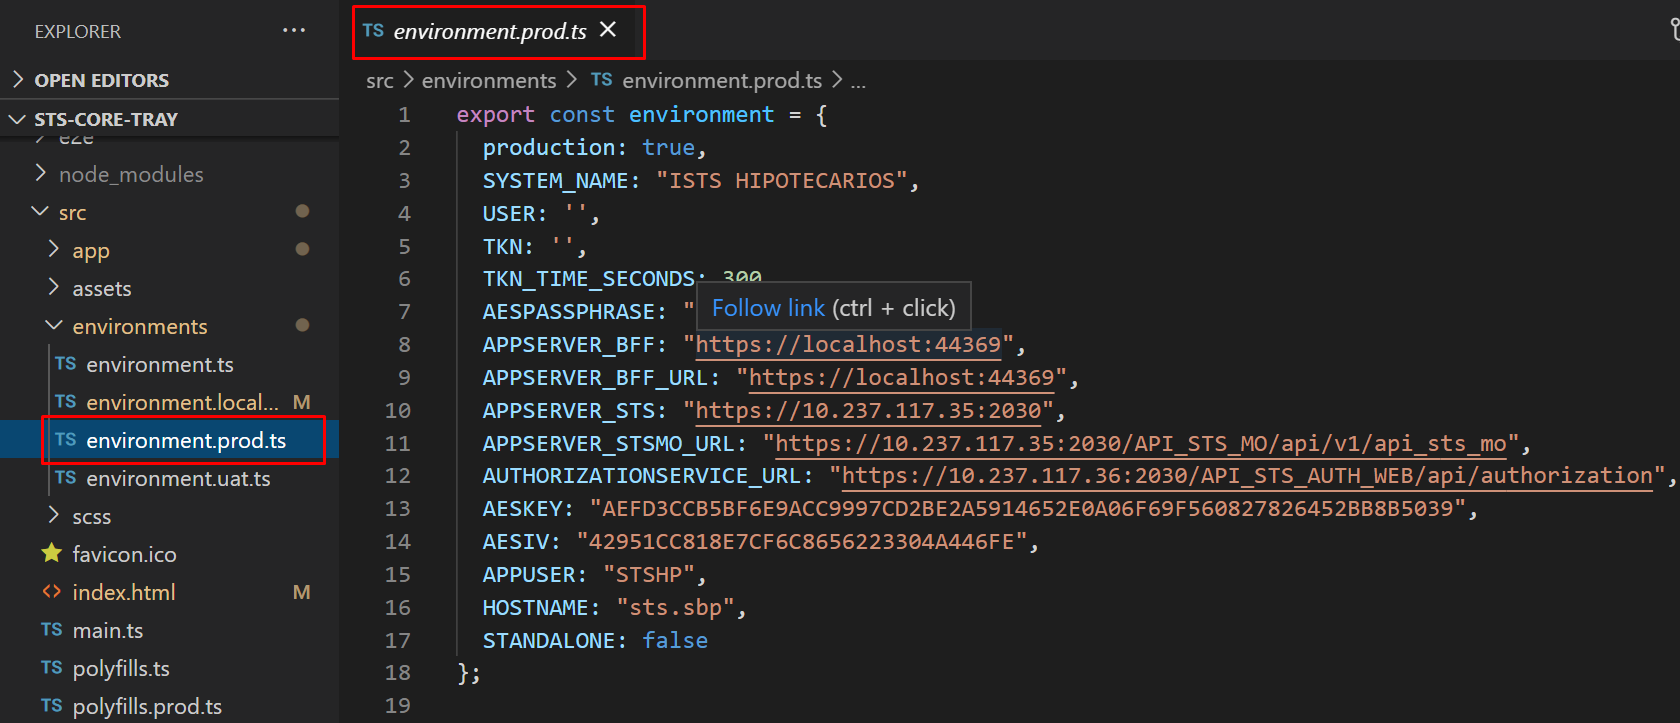 EXPLORER ...
OPEN EDITORS
STS-CORE-TRAY
e2e
node_modules
src
app
assets
environments
TS environment.ts
TS environment.local... M
TS environment.prod.ts
TS environment.uat.ts
scss
favicon.ico
<> index.html M
TS main.ts
TS polyfills.ts
TS polyfills.prod.ts
TS environment.prod.ts
src > environments > TS environment.prod.ts > ...
1 export const environment = {
2 production: true,
3 SYSTEM_NAME: "ISTS HIPOTECARIOS",
4 USER: '',
5 TKN: '',
6 TKN_TIME_SECONDS: 300
Follow link (ctrl + click)
7 AESPASSPHRASE: "
8 APPSERVER_BFF: "https://localhost:44369",
9 APPSERVER_BFF_URL: "https://localhost:44369",
10 APPSERVER_STS: "https://10.237.117.35:2030",
11 APPSERVER_STSMO_URL: "https://10.237.117.35:2030/API_STS_MO/api/v1/api_sts_mo",
12 AUTHORIZATIONSERVICE_URL: "https://10.237.117.36:2030/API_STS_AUTH_WEB/api/authorization",
13 AESKEY: "AEFD3CCB5BF6E9ACC9997CD2BE2A5914652E0A06F69F560827826452BB8B5039",
14 AESIV: "42951CC818E7CF6C8656223304A446FE",
15 APPUSER: "STSHP",
16 HOSTNAME: "sts.sbp",
17 STANDALONE: false
18 };
19